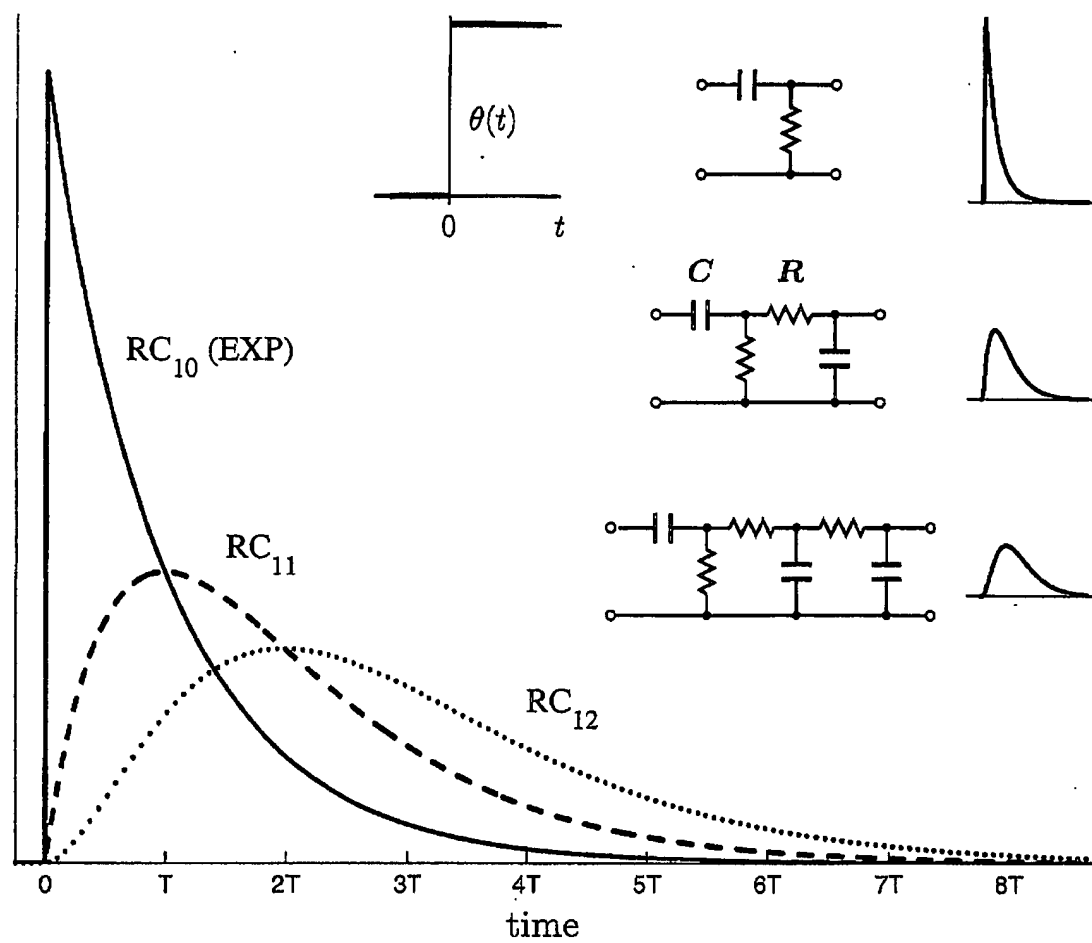 θ(t)
0
t
C
R
RC10 (EXP)
RC11
RC12
0 T 2T 3T 4T 5T 6T 7T 8T
time